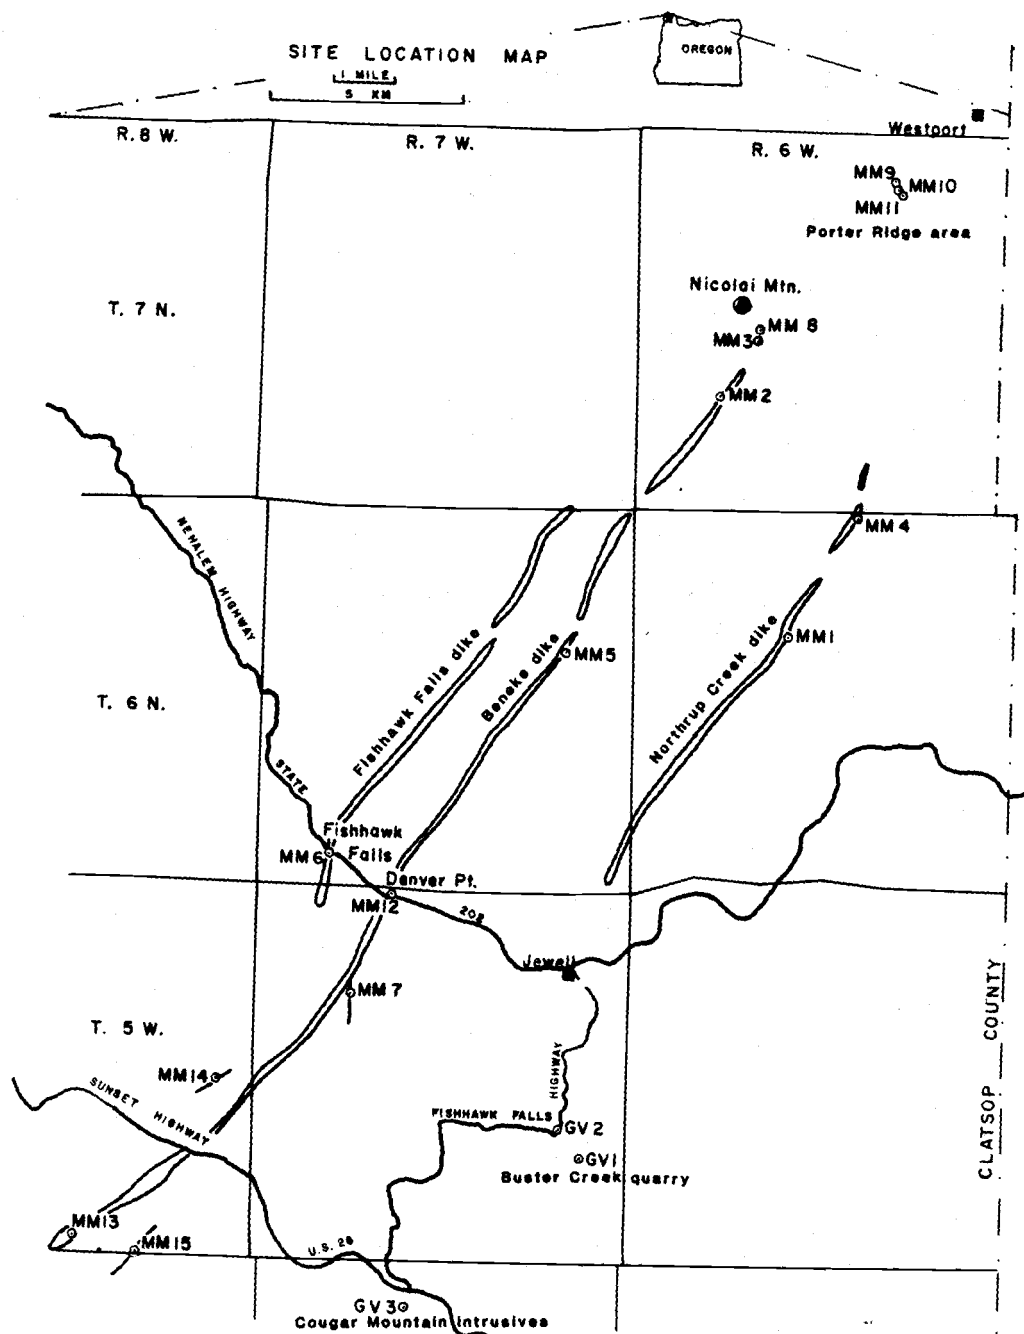 SITE LOCATION MAP
OREGON
1 MILE
5 KM
Westport
R. 8 W.
R. 7 W.
R. 6 W.
MM9
MM10
MM11
Porter Ridge area
Nicolai Mtn.
T. 7 N.
MM 8
MM3
MM2
MM 4
NEHALEM HIGHWAY
Fishhawk Falls dike
Beneke dike
MM5
Northrup Creek dike
MM1
T. 6 N.
STATE
Fishhawk
Falls
MM6
Denver Pt.
MM12
202
Jewell
MM 7
T. 5 W.
MM14
SUNSET HIGHWAY
HIGHWAY
FISHHAWK FALLS
GV 2
GV1
Buster Creek quarry
CLATSOP COUNTY
MM13
MM15
U.S. 26
GV 3
Cougar Mountain intrusives